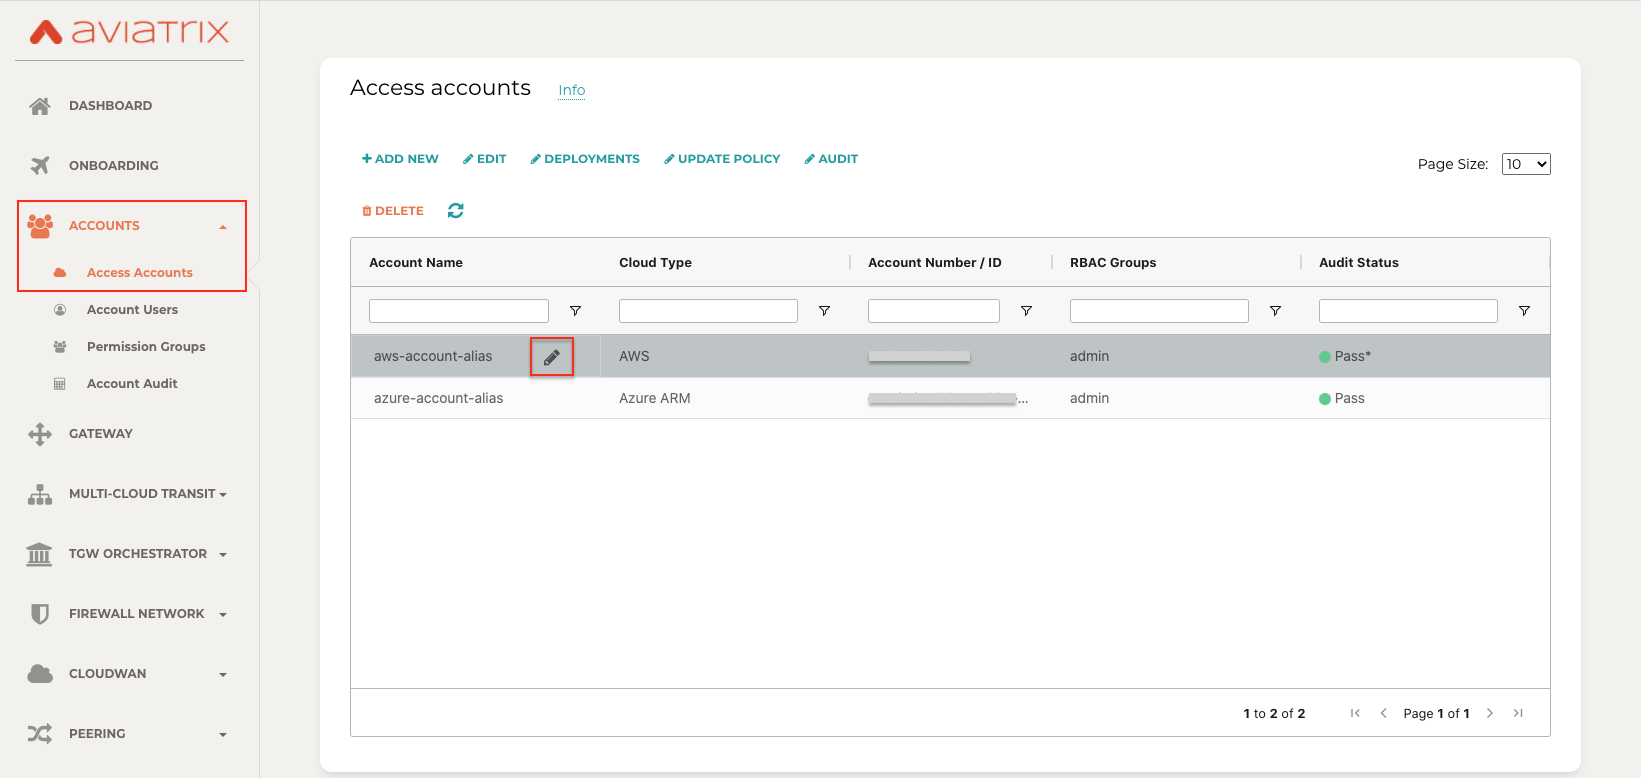 aviatrix
DASHBOARD
ONBOARDING
ACCOUNTS
Access Accounts
Account Users
Permission Groups
Account Audit
GATEWAY
MULTI-CLOUD TRANSIT
TGW ORCHESTRATOR
FIREWALL NETWORK
CLOUDWAN
PEERING
Access accounts Info
ADD NEW EDIT DEPLOYMENTS UPDATE POLICY AUDIT
Page Size: 10
DELETE
Account Name Cloud Type Account Number / ID RBAC Groups Audit Status
aws-account-alias AWS admin Pass*
azure-account-alias Azure ARM ... admin Pass
1 to 2 of 2 Page 1 of 1